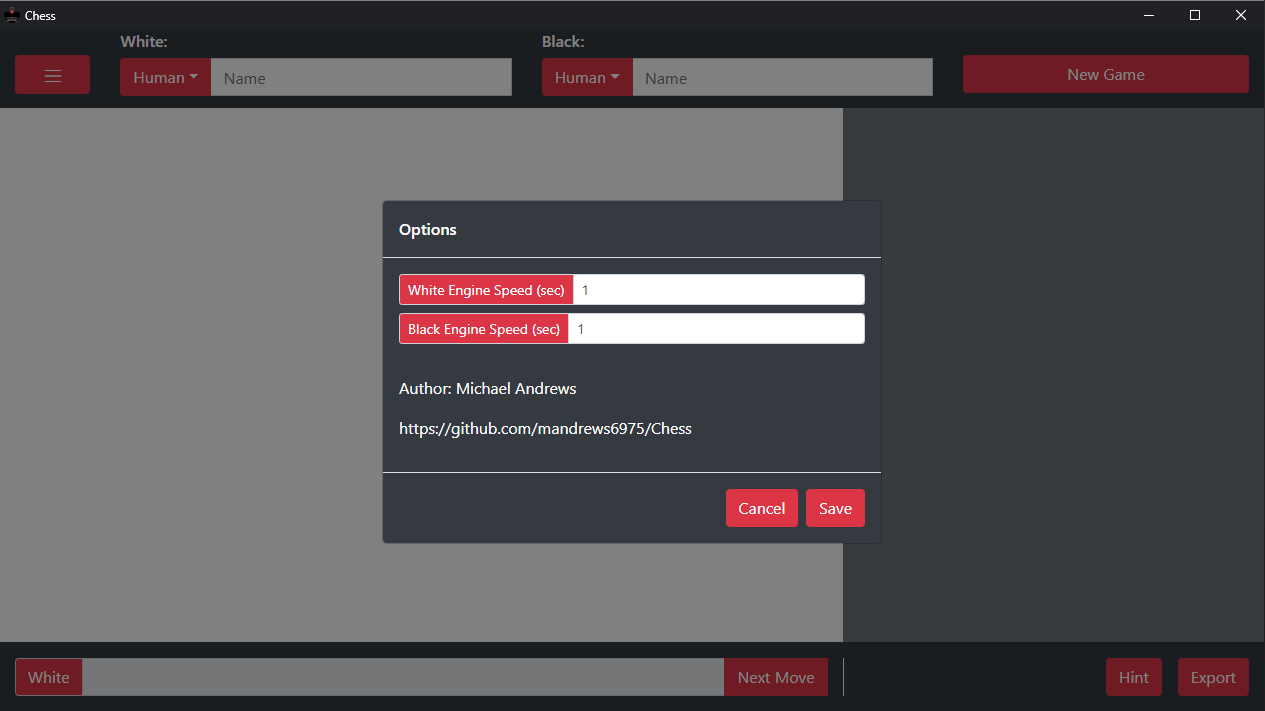 Chess
White:
Black:
Human
Name
Human
Name
New Game
Options
White Engine Speed (sec)
1
Black Engine Speed (sec)
1
Author: Michael Andrews
https://github.com/mandrews6975/Chess
Cancel
Save
White
Next Move
Hint
Export